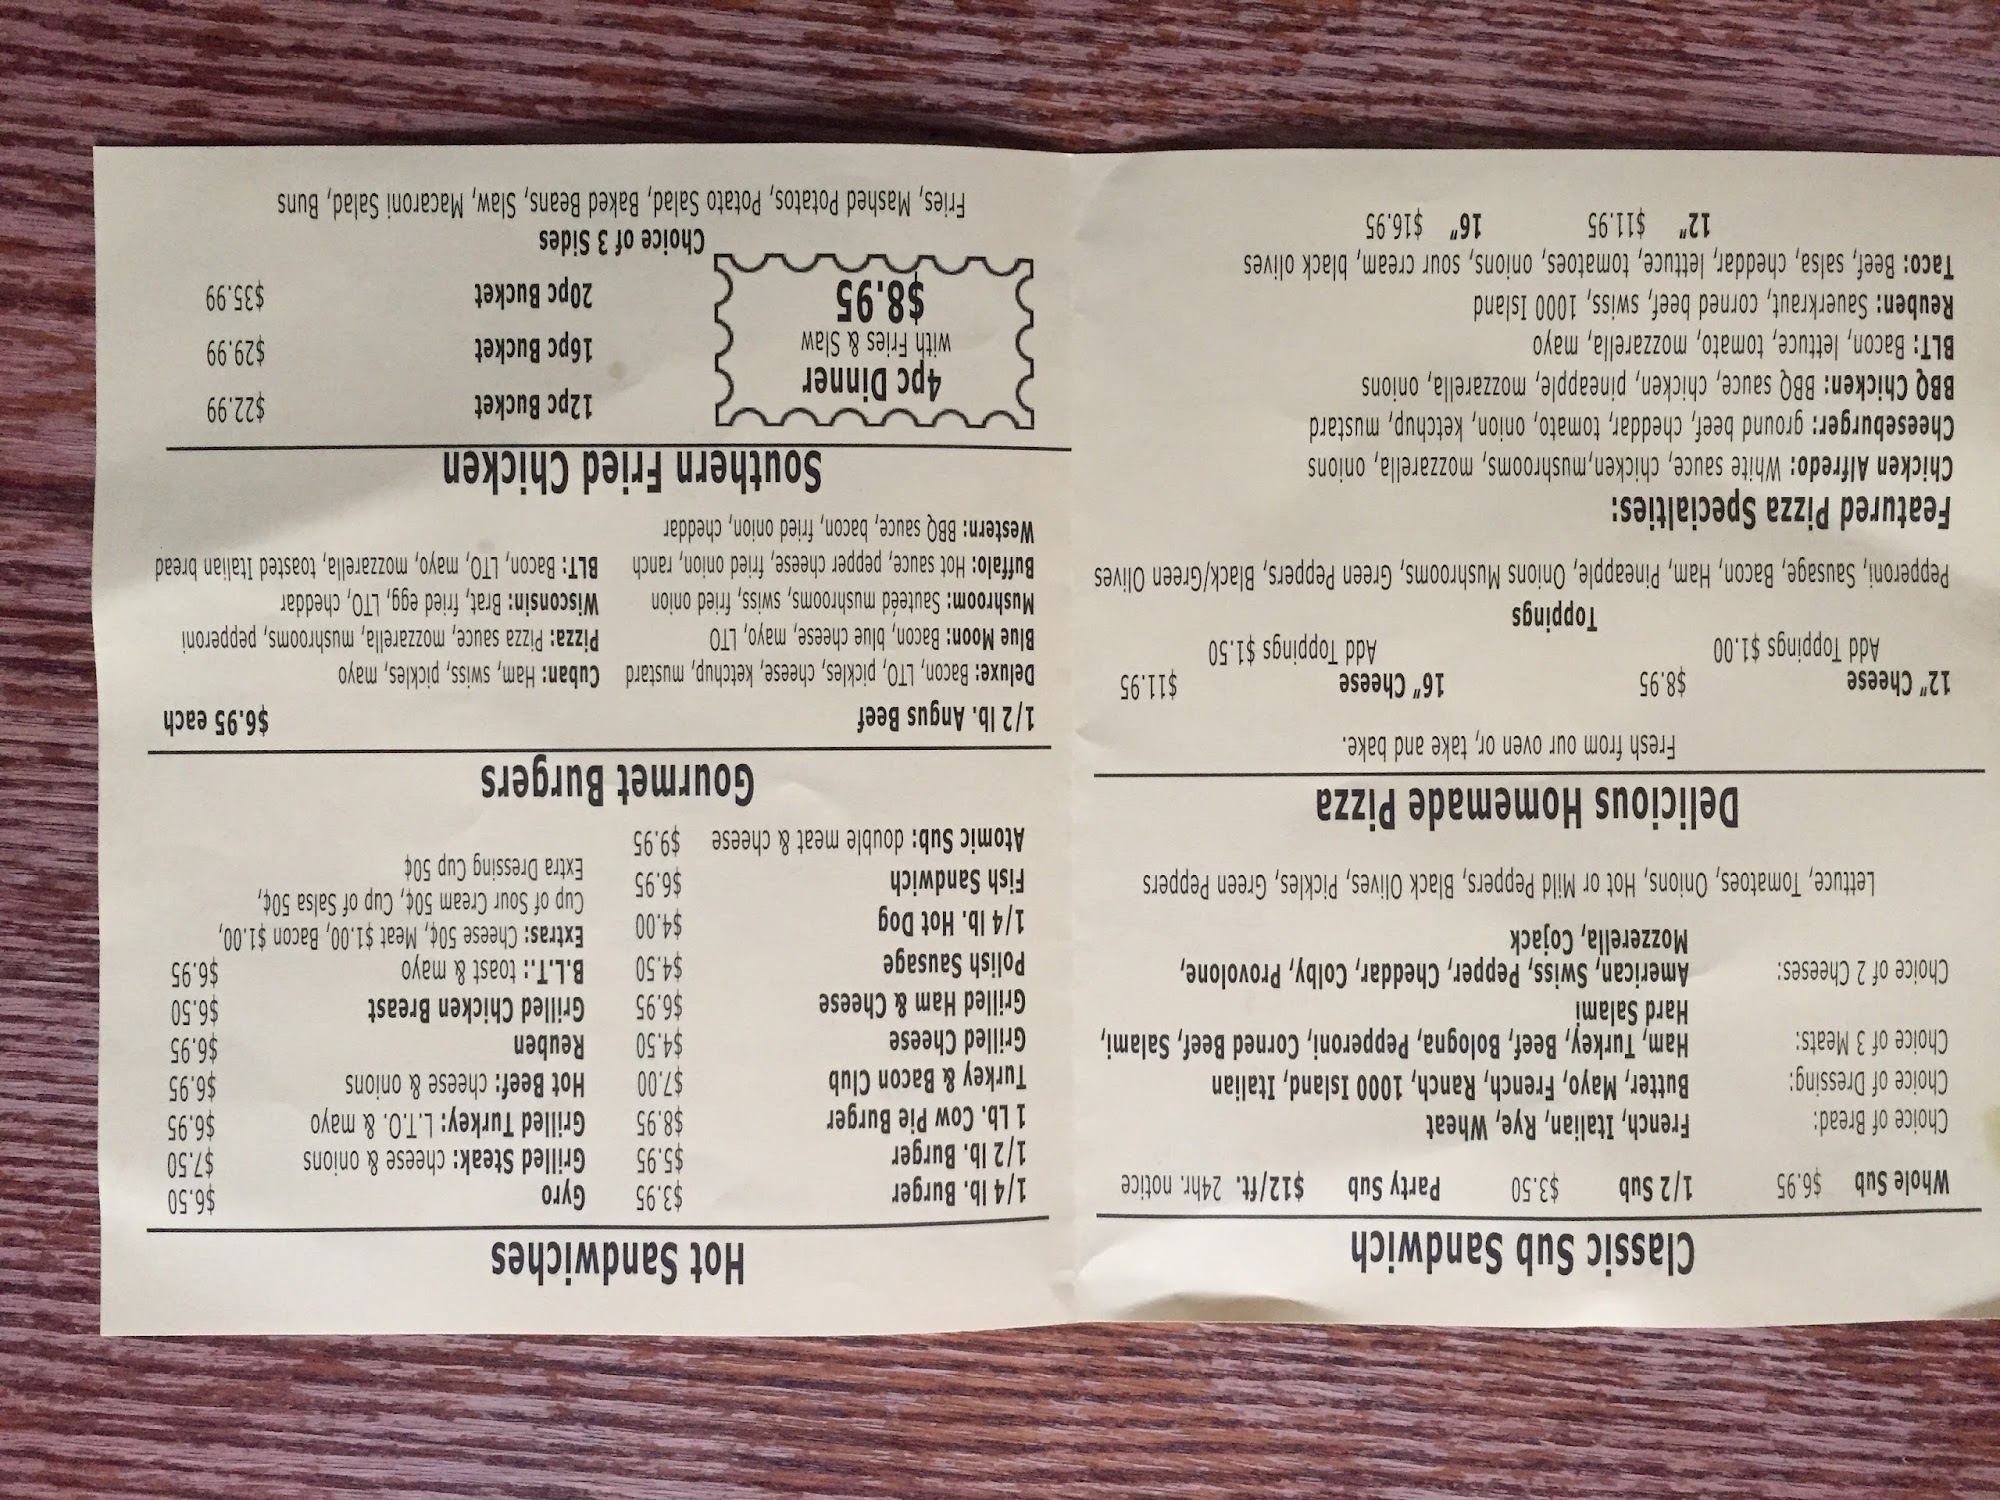 Classic Sub Sandwich
Whole Sub $6.95 1/2 Sub $3.50 Party Sub $12/ft. 24hr. notice
Choice of Bread: French, Italian, Rye, Wheat
Choice of Dressing: Butter, Mayo, French, Ranch, 1000 Island, Italian
Choice of 3 Meats: Ham, Turkey, Beef, Bologna, Pepperoni, Corned Beef, Salami,
Hard Salami
Choice of 2 Cheeses: American, Swiss, Pepper, Cheddar, Colby, Provolone,
Mozzerella, Cojack
Lettuce, Tomatoes, Onions, Hot or Mild Peppers, Black Olives, Pickles, Green Peppers
Delicious Homemade Pizza
Fresh from our oven or, take and bake.
12" Cheese $8.95 16" Cheese $11.95
Add Toppings $1.00 Add Toppings $1.50
Toppings
Pepperoni, Sausage, Bacon, Ham, Pineapple, Onions Mushrooms, Green Peppers, Black/Green Olives
Featured Pizza Specialties:
Chicken Alfredo: White sauce, chicken,mushrooms, mozzarella, onions
Cheeseburger: ground beef, cheddar, tomato, onion, ketchup, mustard
BBQ Chicken: BBQ sauce, chicken, pineapple, mozzarella, onions
BLT: Bacon, lettuce, tomato, mozzarella, mayo
Reuben: Sauerkraut, corned beef, swiss, 1000 Island
Taco: Beef, salsa, cheddar, lettuce, tomatoes, onions, sour cream, black olives
12" $11.95 16" $16.95
Hot Sandwiches
1/4 lb. Burger $3.95
1/2 lb. Burger $5.95
1 Lb. Cow Pie Burger $8.95
Turkey & Bacon Club $7.00
Grilled Cheese $4.50
Grilled Ham & Cheese $6.95
Polish Sausage $4.50
1/4 lb. Hot Dog $4.00
Fish Sandwich $6.95
Atomic Sub: double meat & cheese $9.95
Gyro $6.50
Grilled Steak: cheese & onions $7.50
Grilled Turkey: L.T.O. & mayo $6.95
Hot Beef: cheese & onions $6.95
Reuben $6.95
Grilled Chicken Breast $6.50
B.L.T.: toast & mayo $6.95
Extras: Cheese 50¢, Meat $1.00, Bacon $1.00,
Cup of Sour Cream 50¢, Cup of Salsa 50¢,
Extra Dressing Cup 50¢
Gourmet Burgers
1/2 lb. Angus Beef $6.95 each
Deluxe: Bacon, LTO, pickles, cheese, ketchup, mustard
Blue Moon: Bacon, blue cheese, mayo, LTO
Mushroom: Sauteéd mushrooms, swiss, fried onion
Buffalo: Hot sauce, pepper cheese, fried onion, ranch
Western: BBQ sauce, bacon, fried onion, cheddar
Cuban: Ham, swiss, pickles, mayo
Pizza: Pizza sauce, mozzarella, mushrooms, pepperoni
Wisconsin: Brat, fried egg, LTO, cheddar
BLT: Bacon, LTO, mayo, mozzarella, toasted Italian bread
Southern Fried Chicken
4pc Dinner
with Fries & Slaw
$8.95
12pc Bucket $22.99
16pc Bucket $29.99
20pc Bucket $35.99
Choice of 3 Sides
Fries, Mashed Potatos, Potato Salad, Baked Beans, Slaw, Macaroni Salad, Buns